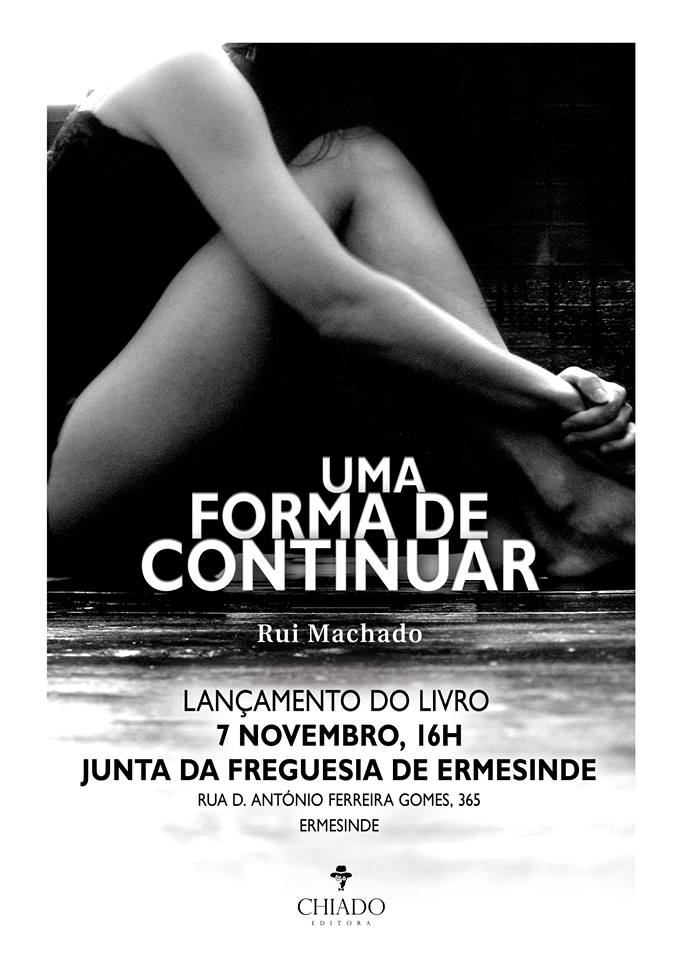 UMA
FORMA DE
CONTINUAR
Rui Machado
LANÇAMENTO DO LIVRO
7 NOVEMBRO, 16H
JUNTA DA FREGUESIA DE ERMESINDE
RUA D. ANTÓNIO FERREIRA GOMES, 365
ERMESINDE
CHIADO
EDITORA